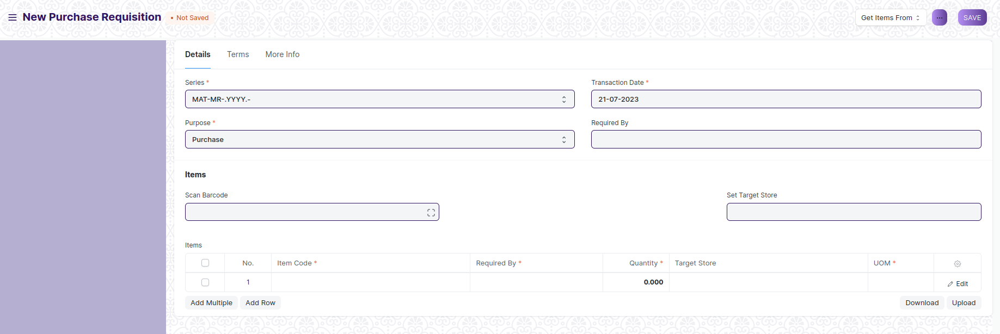 New Purchase Requisition • Not Saved Get Items From ... SAVE
Details Terms More Info
Series * Transaction Date *
MAT-MR-.YYYY.- 21-07-2023
Purpose * Required By
Purchase
Items
Scan Barcode Set Target Store
Items
No. Item Code * Required By * Quantity * Target Store UOM *
1 0.000 Edit
Add Multiple Add Row Download Upload